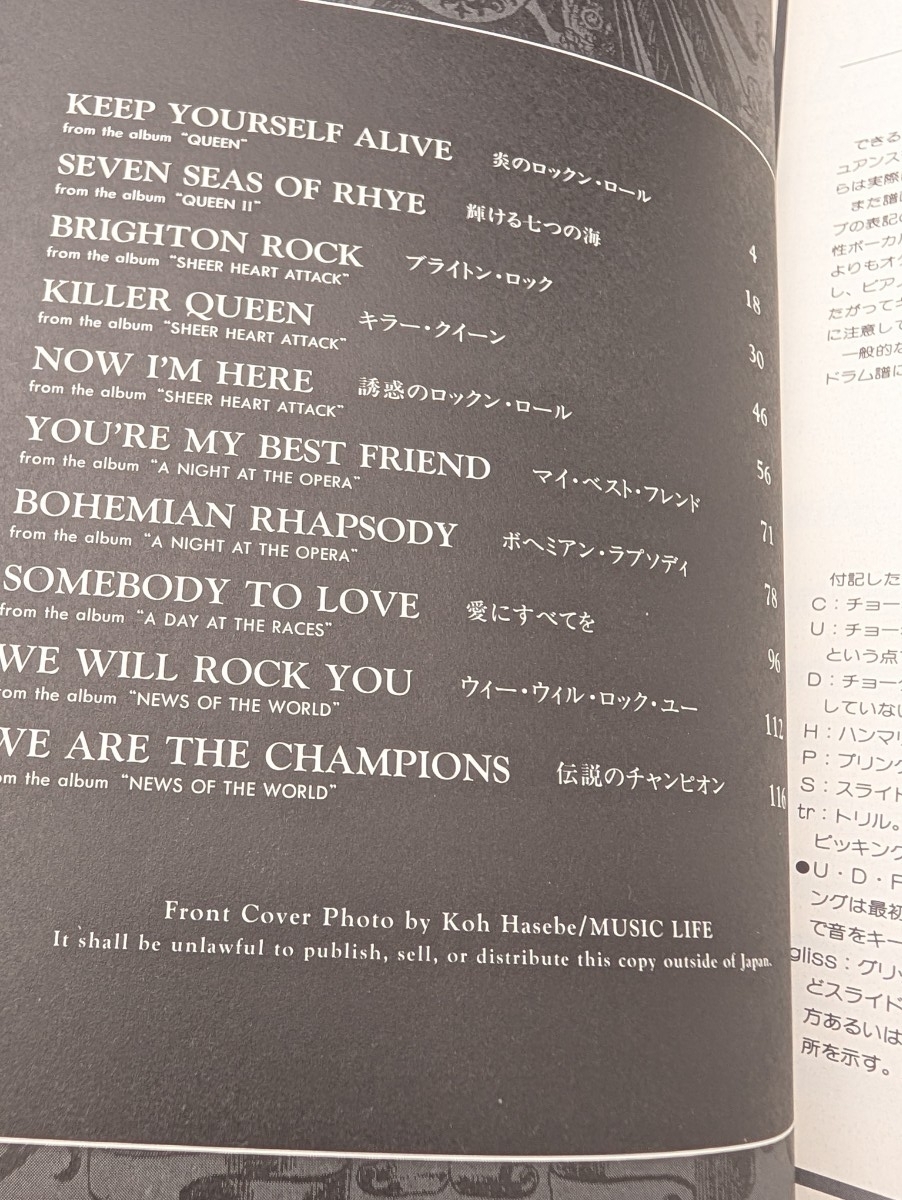 KEEP YOURSELF ALIVE 炎のロックン・ロール 4
from the album "QUEEN"
SEVEN SEAS OF RHYE 輝ける七つの海 18
from the album "QUEEN II"
BRIGHTON ROCK ブライトン・ロック 30
from the album "SHEER HEART ATTACK"
KILLER QUEEN キラー・クイーン 46
from the album "SHEER HEART ATTACK"
NOW I'M HERE 誘惑のロックン・ロール 56
from the album "SHEER HEART ATTACK"
YOU'RE MY BEST FRIEND マイ・ベスト・フレンド 71
from the album "A NIGHT AT THE OPERA"
BOHEMIAN RHAPSODY ボヘミアン・ラプソディ 78
from the album "A NIGHT AT THE OPERA"
SOMEBODY TO LOVE 愛にすべてを 96
from the album "A DAY AT THE RACES"
WE WILL ROCK YOU ウィー・ウィル・ロック・ユー 112
from the album "NEWS OF THE WORLD"
WE ARE THE CHAMPIONS 伝説のチャンピオン 116
om the album "NEWS OF THE WORLD"
Front Cover Photo by Koh Hasebe/MUSIC LIFE
It shall be unlawful to publish, sell, or distribute this copy outside of Japan.
できる
ュアンス
らは実際
また譜
プの表記
性ボーカ
よりもオク
し、ピア
たがって
に注意して
一般的な
ドラム譜に
付記した
C：チョー
U：チョー
という点
D：チョー
していな
H：ハンマリ
P：プリング
S：スライド
tr：トリル。
ピッキング
●U・D・P
ングは最初
で音をキー
gliss：グリ
どスライド
方あるいは
所を示す。